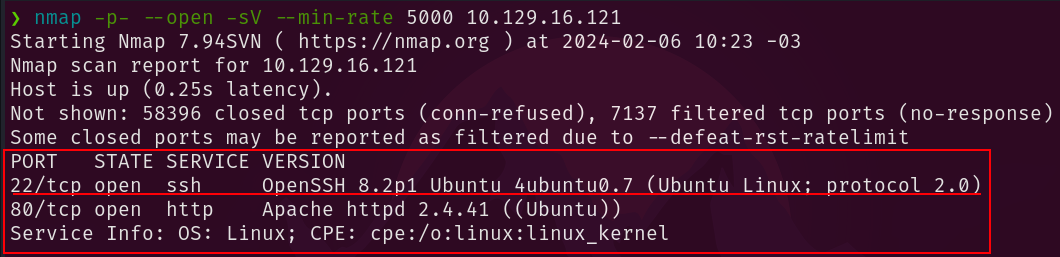 ❯ nmap -p- --open -sV --min-rate 5000 10.129.16.121
Starting Nmap 7.94SVN ( https://nmap.org ) at 2024-02-06 10:23 -03
Nmap scan report for 10.129.16.121
Host is up (0.25s latency).
Not shown: 58396 closed tcp ports (conn-refused), 7137 filtered tcp ports (no-response)
Some closed ports may be reported as filtered due to --defeat-rst-ratelimit
PORT   STATE SERVICE VERSION
22/tcp open  ssh     OpenSSH 8.2p1 Ubuntu 4ubuntu0.7 (Ubuntu Linux; protocol 2.0)
80/tcp open  http    Apache httpd 2.4.41 ((Ubuntu))
Service Info: OS: Linux; CPE: cpe:/o:linux:linux_kernel